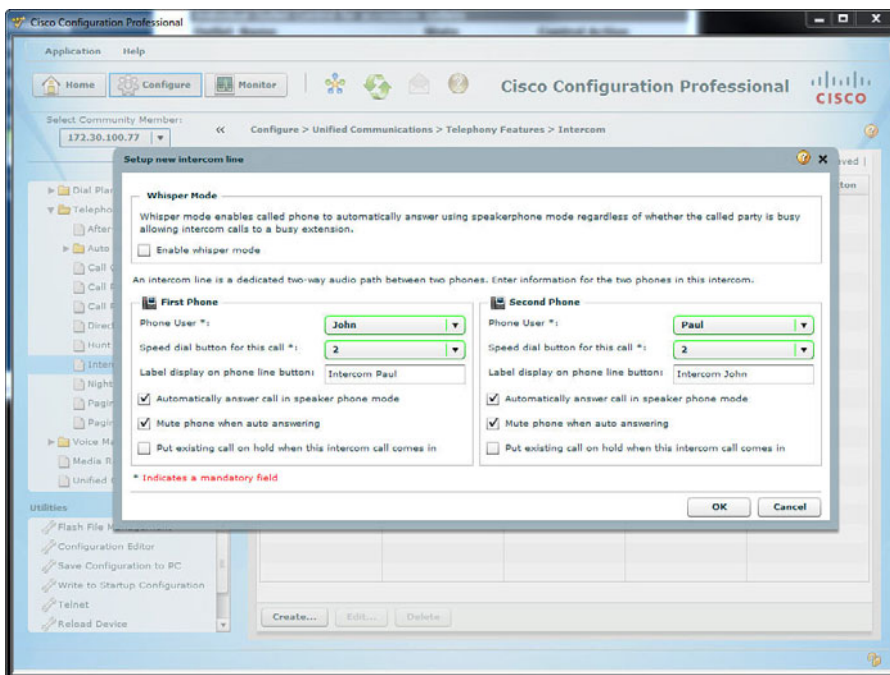 Cisco Configuration Professional
Application Help
Home Configure Monitor Cisco Configuration Professional
CISCO
Select Community Member:
172.30.100.77 « Configure > Unified Communications > Telephony Features > Intercom
Setup new intercom line
Whisper Mode
Whisper mode enables called phone to automatically answer using speakerphone mode regardless of whether the called party is busy
allowing intercom calls to a busy extension.
Enable whisper mode
An intercom line is a dedicated two-way audio path between two phones. Enter information for the two phones in this intercom.
First Phone
Phone User *: John
Speed dial button for this call *: 2
Label display on phone line button: Intercom Paul
Automatically answer call in speaker phone mode
Mute phone when auto answering
Put existing call on hold when this intercom call comes in
Second Phone
Phone User *: Paul
Speed dial button for this call *: 2
Label display on phone line button: Intercom John
Automatically answer call in speaker phone mode
Mute phone when auto answering
Put existing call on hold when this intercom call comes in
* Indicates a mandatory field
OK Cancel
Dial Plan
Telepho
After
Auto
Call
Call
Call
Direct
Hunt
Inter
Night
Pagin
Pagin
Voice Ma
Media R
Unified
Utilities
Flash File M
Configuration Editor
Save Configuration to PC
Write to Startup Configuration
Telnet
Reload Device
Create... Edit... Delete